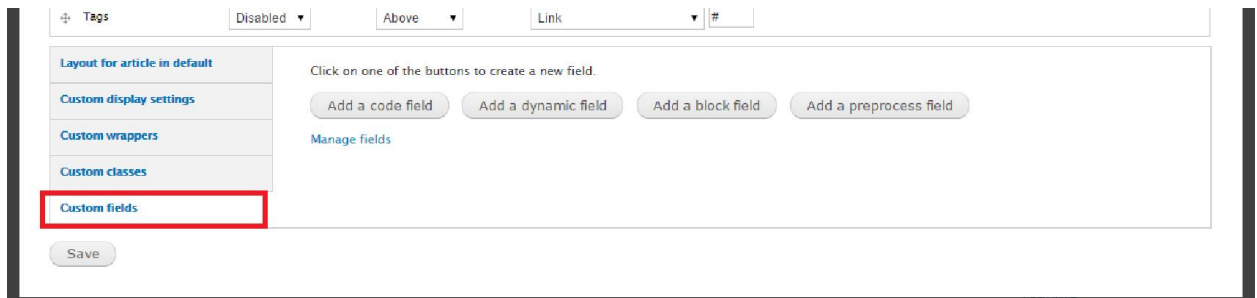 Tags Disabled Above Link #
Layout for article in default
Custom display settings
Custom wrappers
Custom classes
Custom fields
Click on one of the buttons to create a new field.
Add a code field Add a dynamic field Add a block field Add a preprocess field
Manage fields
Save